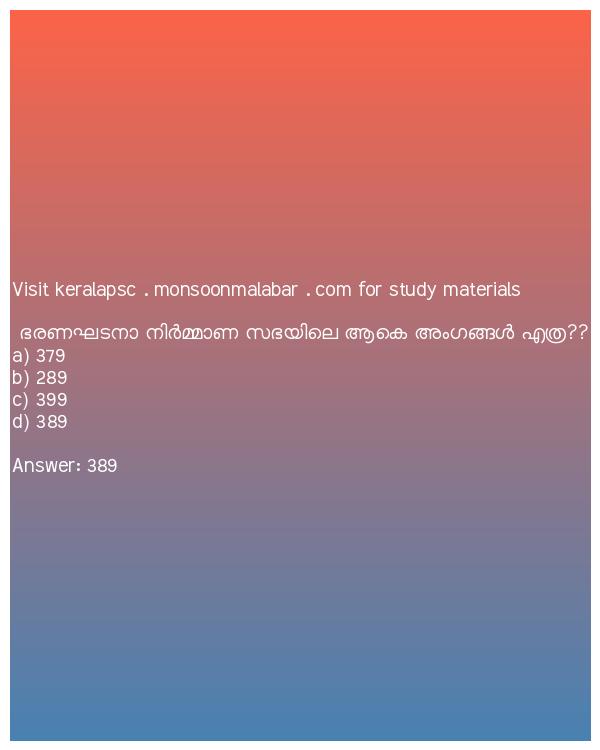 Visit keralapsc . monsoonmalabar . com for study materials
ഭരണഘടനാ നിർമ്മാണ സഭയിലെ ആകെ അംഗങ്ങൾ എത്ര??
a) 379
b) 289
c) 399
d) 389
Answer: 389